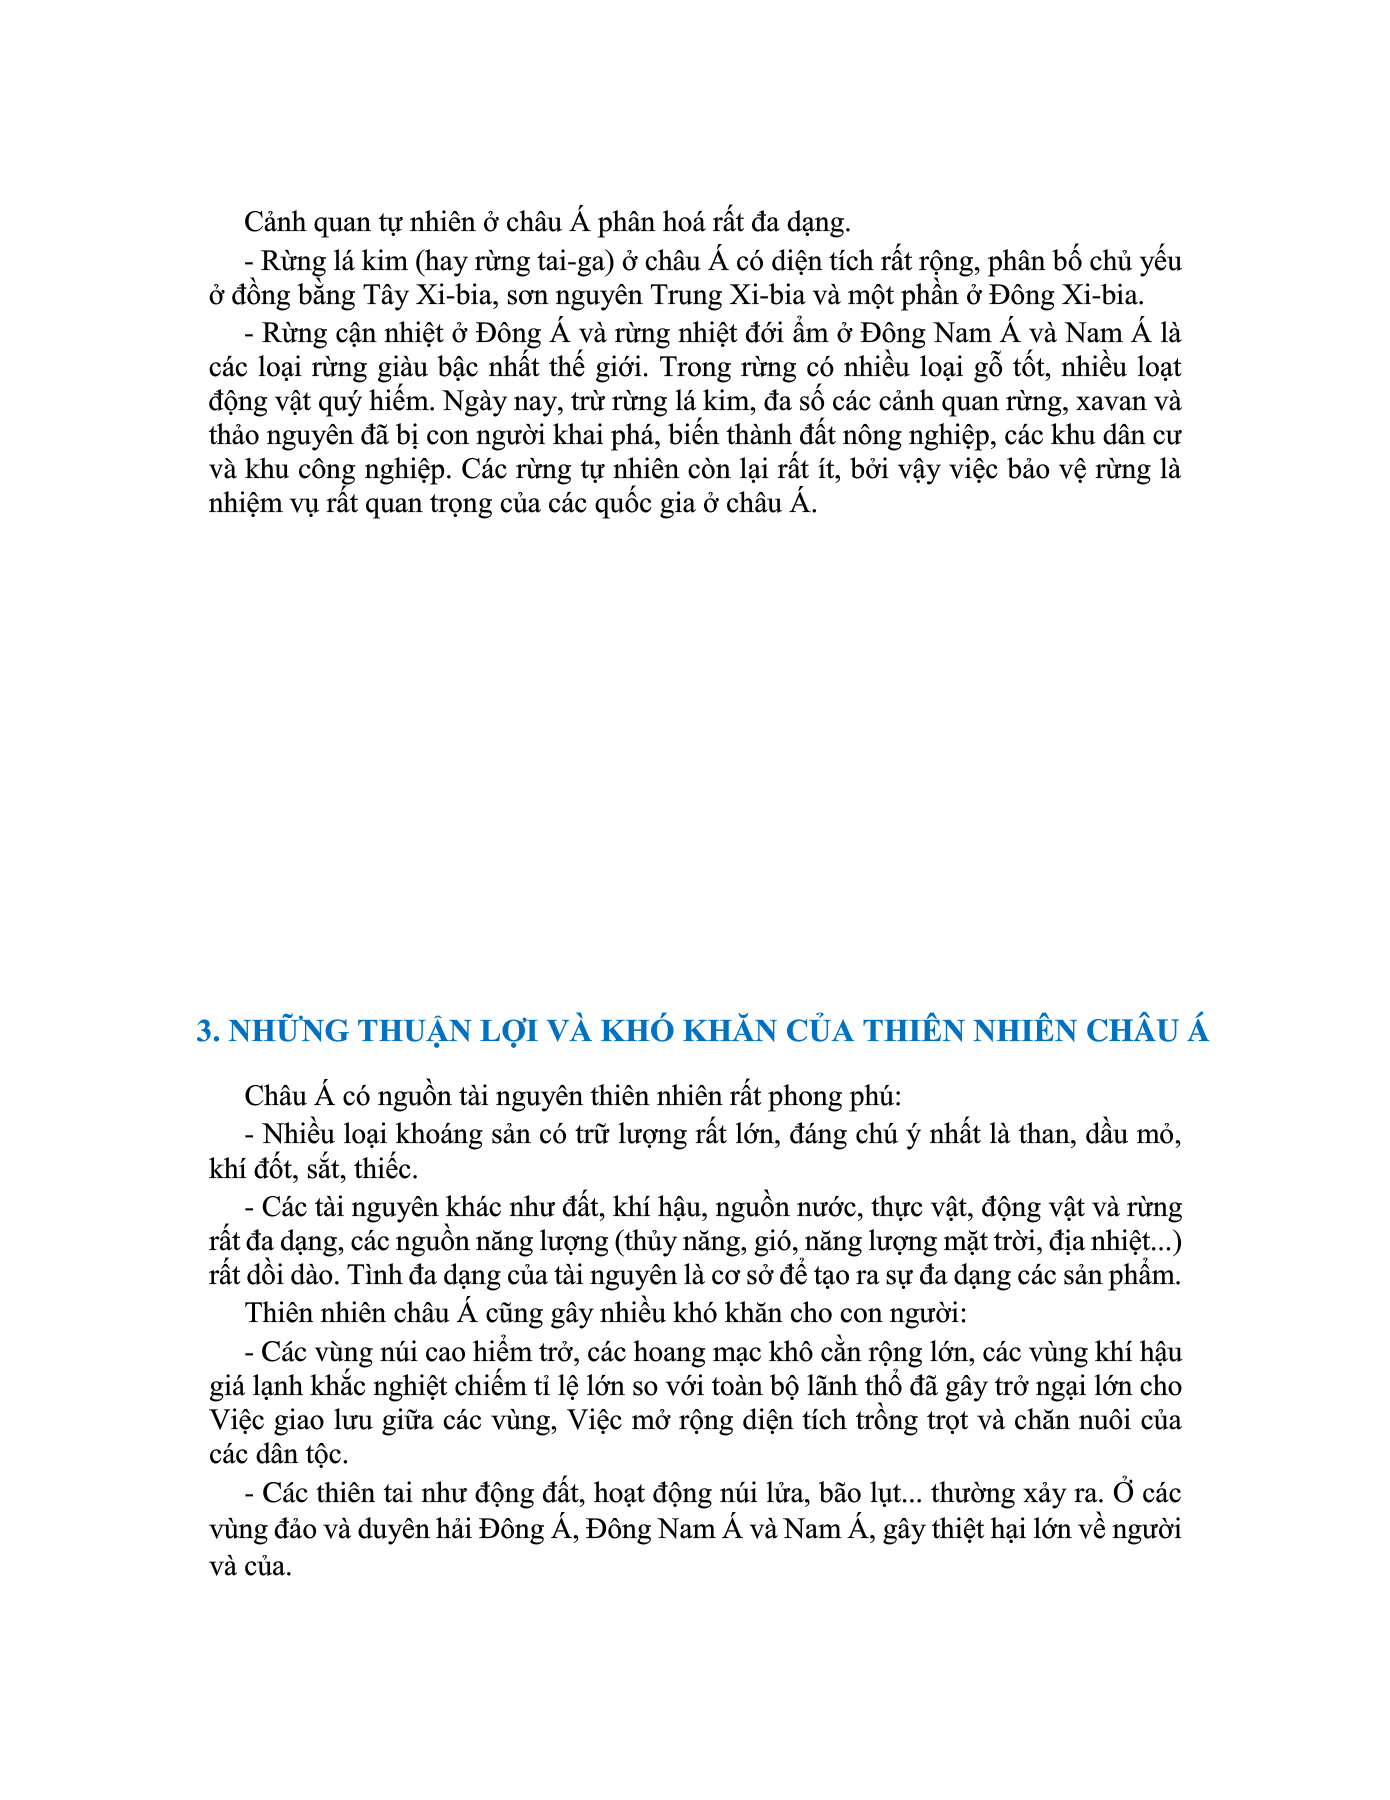 Cảnh quan tự nhiên ở châu Á phân hoá rất đa dạng.
- Rừng lá kim (hay rừng tai-ga) ở châu Á có diện tích rất rộng, phân bố chủ yếu
ở đồng bằng Tây Xi-bia, sơn nguyên Trung Xi-bia và một phần ở Đông Xi-bia.
- Rừng cận nhiệt ở Đông Á và rừng nhiệt đới ẩm ở Đông Nam Á và Nam Á là
các loại rừng giàu bậc nhất thế giới. Trong rừng có nhiều loại gỗ tốt, nhiều loạt
động vật quý hiếm. Ngày nay, trừ rừng lá kim, đa số các cảnh quan rừng, xavan và
thảo nguyên đã bị con người khai phá, biến thành đất nông nghiệp, các khu dân cư
và khu công nghiệp. Các rừng tự nhiên còn lại rất ít, bởi vậy việc bảo vệ rừng là
nhiệm vụ rất quan trọng của các quốc gia ở châu Á.
3. NHỮNG THUẬN LỢI VÀ KHÓ KHĂN CỦA THIÊN NHIÊN CHÂU Á
Châu Á có nguồn tài nguyên thiên nhiên rất phong phú:
- Nhiều loại khoáng sản có trữ lượng rất lớn, đáng chú ý nhất là than, dầu mỏ,
khí đốt, sắt, thiếc.
- Các tài nguyên khác như đất, khí hậu, nguồn nước, thực vật, động vật và rừng
rất đa dạng, các nguồn năng lượng (thủy năng, gió, năng lượng mặt trời, địa nhiệt...)
rất dồi dào. Tình đa dạng của tài nguyên là cơ sở để tạo ra sự đa dạng các sản phẩm.
Thiên nhiên châu Á cũng gây nhiều khó khăn cho con người:
- Các vùng núi cao hiểm trở, các hoang mạc khô cằn rộng lớn, các vùng khí hậu
giá lạnh khắc nghiệt chiếm tỉ lệ lớn so với toàn bộ lãnh thổ đã gây trở ngại lớn cho
Việc giao lưu giữa các vùng, Việc mở rộng diện tích trồng trọt và chăn nuôi của
các dân tộc.
- Các thiên tai như động đất, hoạt động núi lửa, bão lụt... thường xảy ra. Ở các
vùng đảo và duyên hải Đông Á, Đông Nam Á và Nam Á, gây thiệt hại lớn về người
và của.